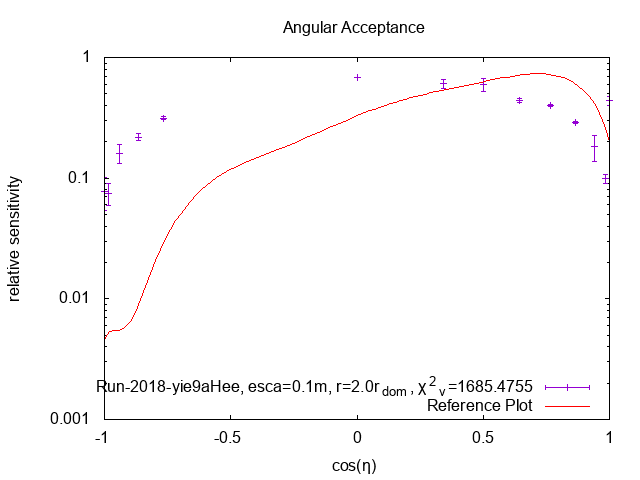 Angular Acceptance
1
0.1
0.01
0.001
relative sensitivity
Run-2018-yie9aHee, esca=0.1m, r=2.0r_dom, χ²_v=1685.4755
Reference Plot
-1 -0.5 0 0.5 1
cos(η)